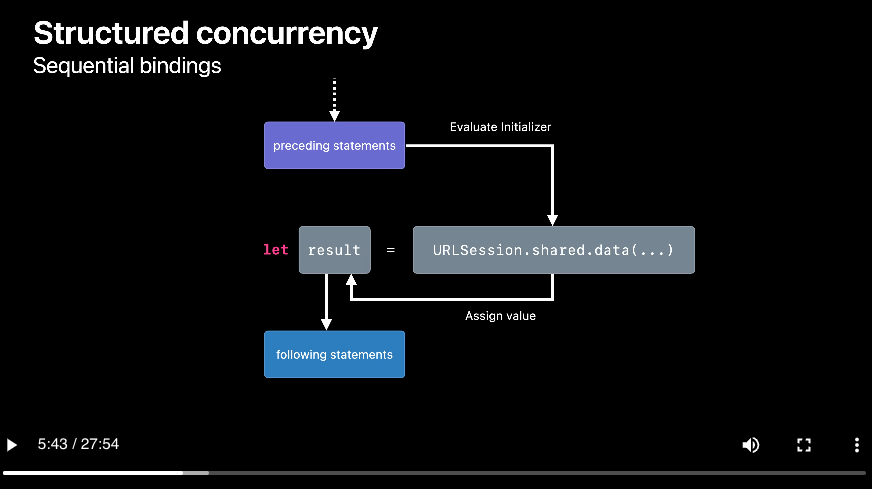 Structured concurrency
Sequential bindings
preceding statements
Evaluate Initializer
let result = URLSession.shared.data(...)
Assign value
following statements
5:43 / 27:54